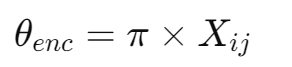 θ_enc = π × X_ij